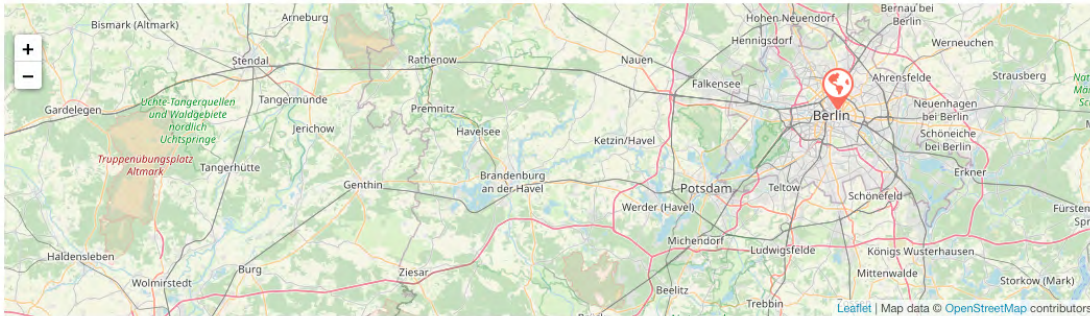 Bismark (Altmark)
Arneburg
Hohen Neuendorf
Bernau bei
Berlin
Hennigsdorf
Werneuchen
Stendal
Rathenow
Nauen
Falkensee
Ahrensfelde
Strausberg
+
−
Gardelegen
Uchte-Tangerquellen
und Waldgebiete
nördlich
Uchtspringe
Tangermünde
Premnitz
Neuenhagen
bei Berlin
Berlin
Jerichow
Havelsee
Ketzin/Havel
Schöneiche
bei Berlin
Truppenübungsplatz
Altmark
Tangerhütte
Genthin
Brandenburg
an der Havel
Potsdam
Teltow
Erkner
Schönefeld
Werder (Havel)
Michendorf
Ludwigsfelde
Königs Wusterhausen
Haldensleben
Wolmirstedt
Burg
Ziesar
Mittenwalde
Beelitz
Trebbin
Storkow (Mark)
Leaflet | Map data © OpenStreetMap contributors